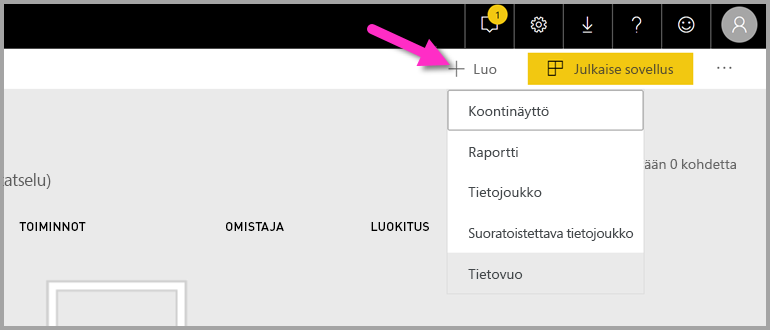 1
?
Luo
Julkaise sovellus
...
Koontinäyttö
Raportti
ään 0 kohdetta
atselu)
Tietojoukko
TOIMINNOT OMISTAJA LUOKITUS
Suoratoistettava tietojoukko
Tietovuo